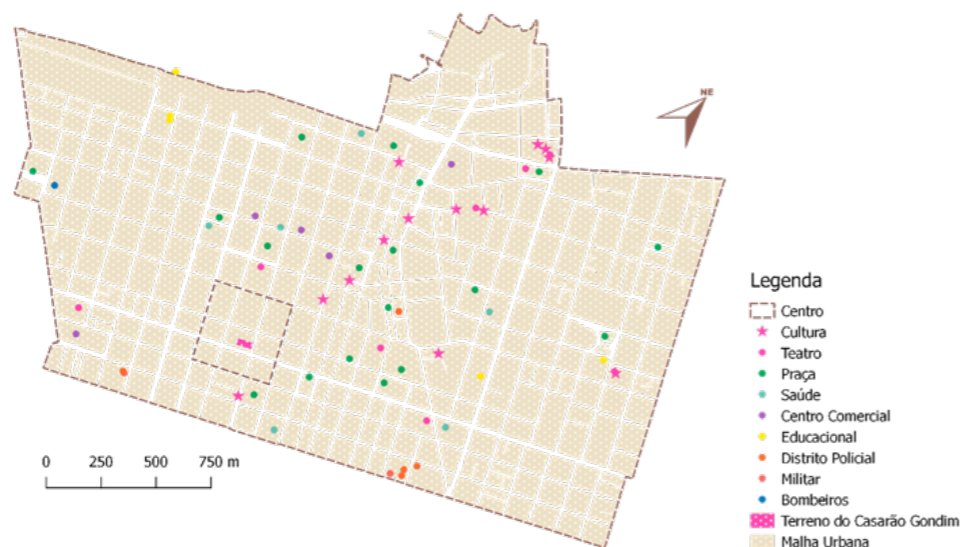 NE
Legenda
Centro
Cultura
Teatro
Praça
Saúde
Centro Comercial
Educacional
Distrito Policial
Militar
Bombeiros
Terreno do Casarão Gondim
Malha Urbana
0 250 500 750 m